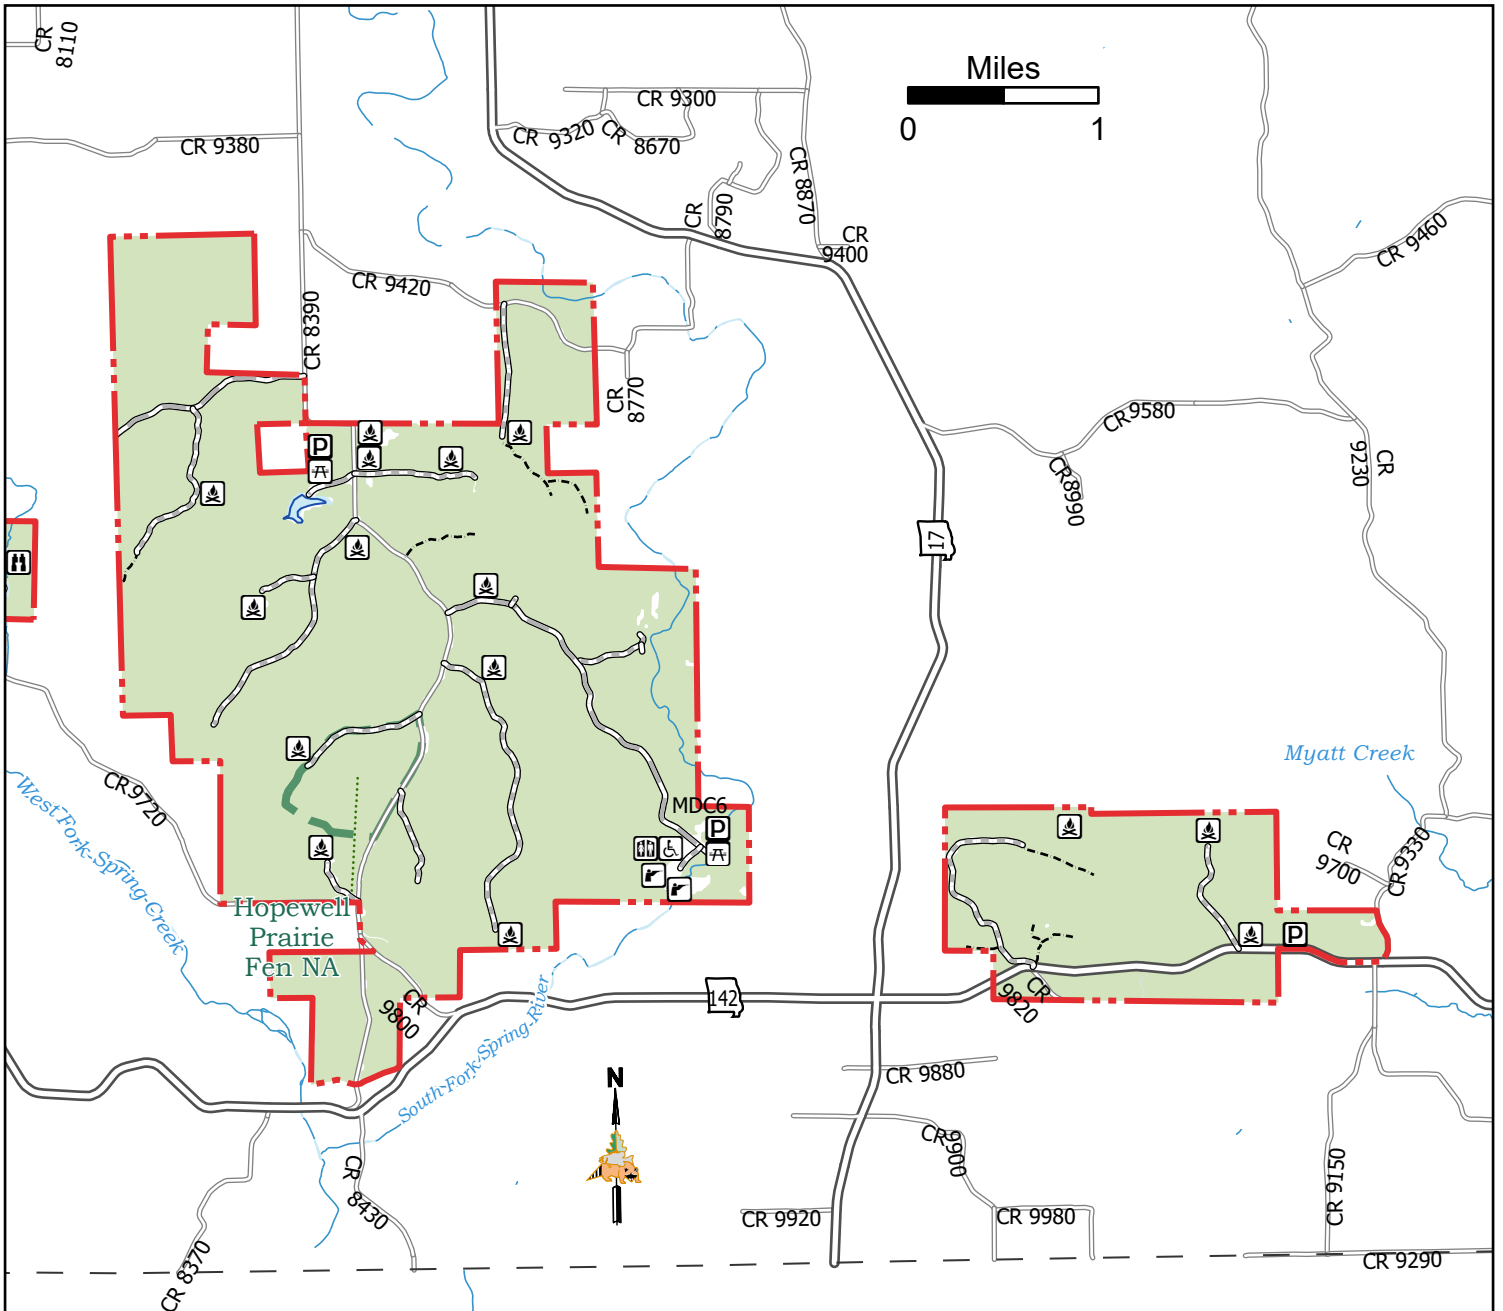 CR
8110
Miles
0
1
CR 9300
CR 9320
CR
8670
CR 9380
CR 8870
CR
8790
CR
9400
CR 9460
CR 9420
CR 8390
CR
8770
CR 9580
CR
9230
CR 8990
P
17
Myatt Creek
CR 9720
West Fork Spring Creek
MDC6
P
CR
9700
CR 9330
Hopewell
Prairie
Fen NA
P
CR
9800
142
CR
9820
South Fork Spring River
N
CR 9880
CR
9900
CR
8430
CR 9150
CR 9920
CR 9980
CR 8370
CR 9290